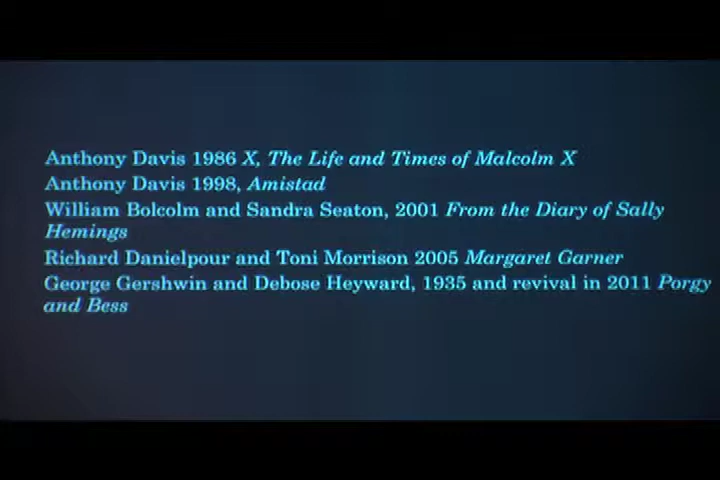 Anthony Davis 1986 X, The Life and Times of Malcolm X
Anthony Davis 1998, Amistad
William Bolcolm and Sandra Seaton, 2001 From the Diary of Sally
Hemings
Richard Danielpour and Toni Morrison 2005 Margaret Garner
George Gershwin and Debose Heyward, 1935 and revival in 2011 Porgy
and Bess